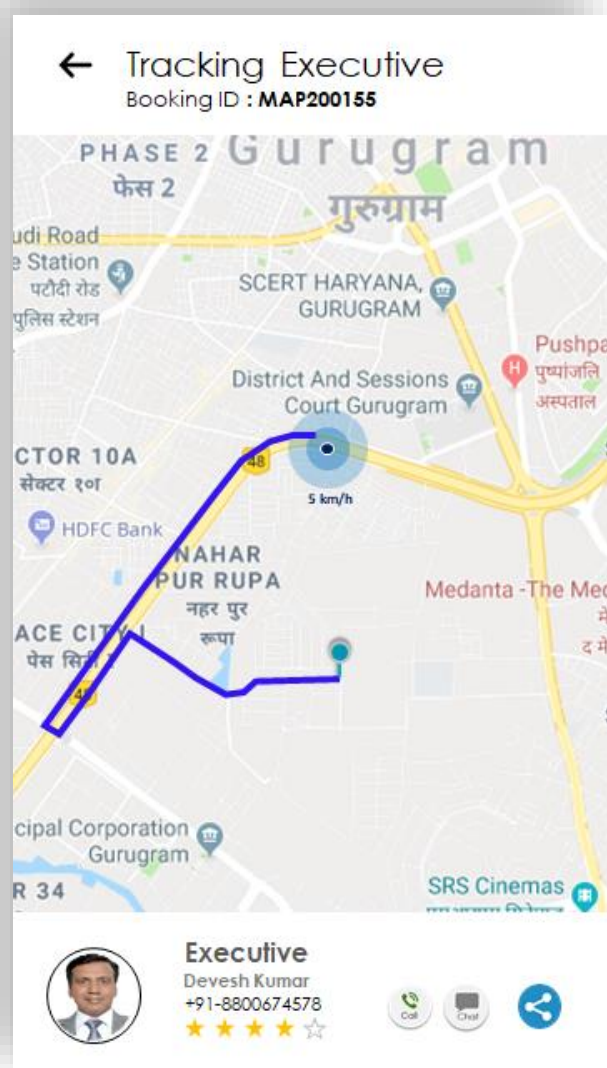 Tracking Executive
Booking ID : MAP200155
PHASE 2
फेस 2
Gurugram
गुरुग्राम
udi Road
e Station
पटौदी रोड
पुलिस स्टेशन
SCERT HARYANA,
GURUGRAM
Pushpa
पुष्पांजलि
अस्पताल
H
District And Sessions
Court Gurugram
CTOR 10A
सेक्टर १०ए
48
5 km/h
HDFC Bank
NAHAR
PUR RUPA
नहर पुर
रूपा
Medanta -The Med
मे
द मे
ACE CITY I
पेस सिटी
48
cipal Corporation
Gurugram
R 34
SRS Cinemas
Executive
Devesh Kumar
+91-8800674578
Call
Chat